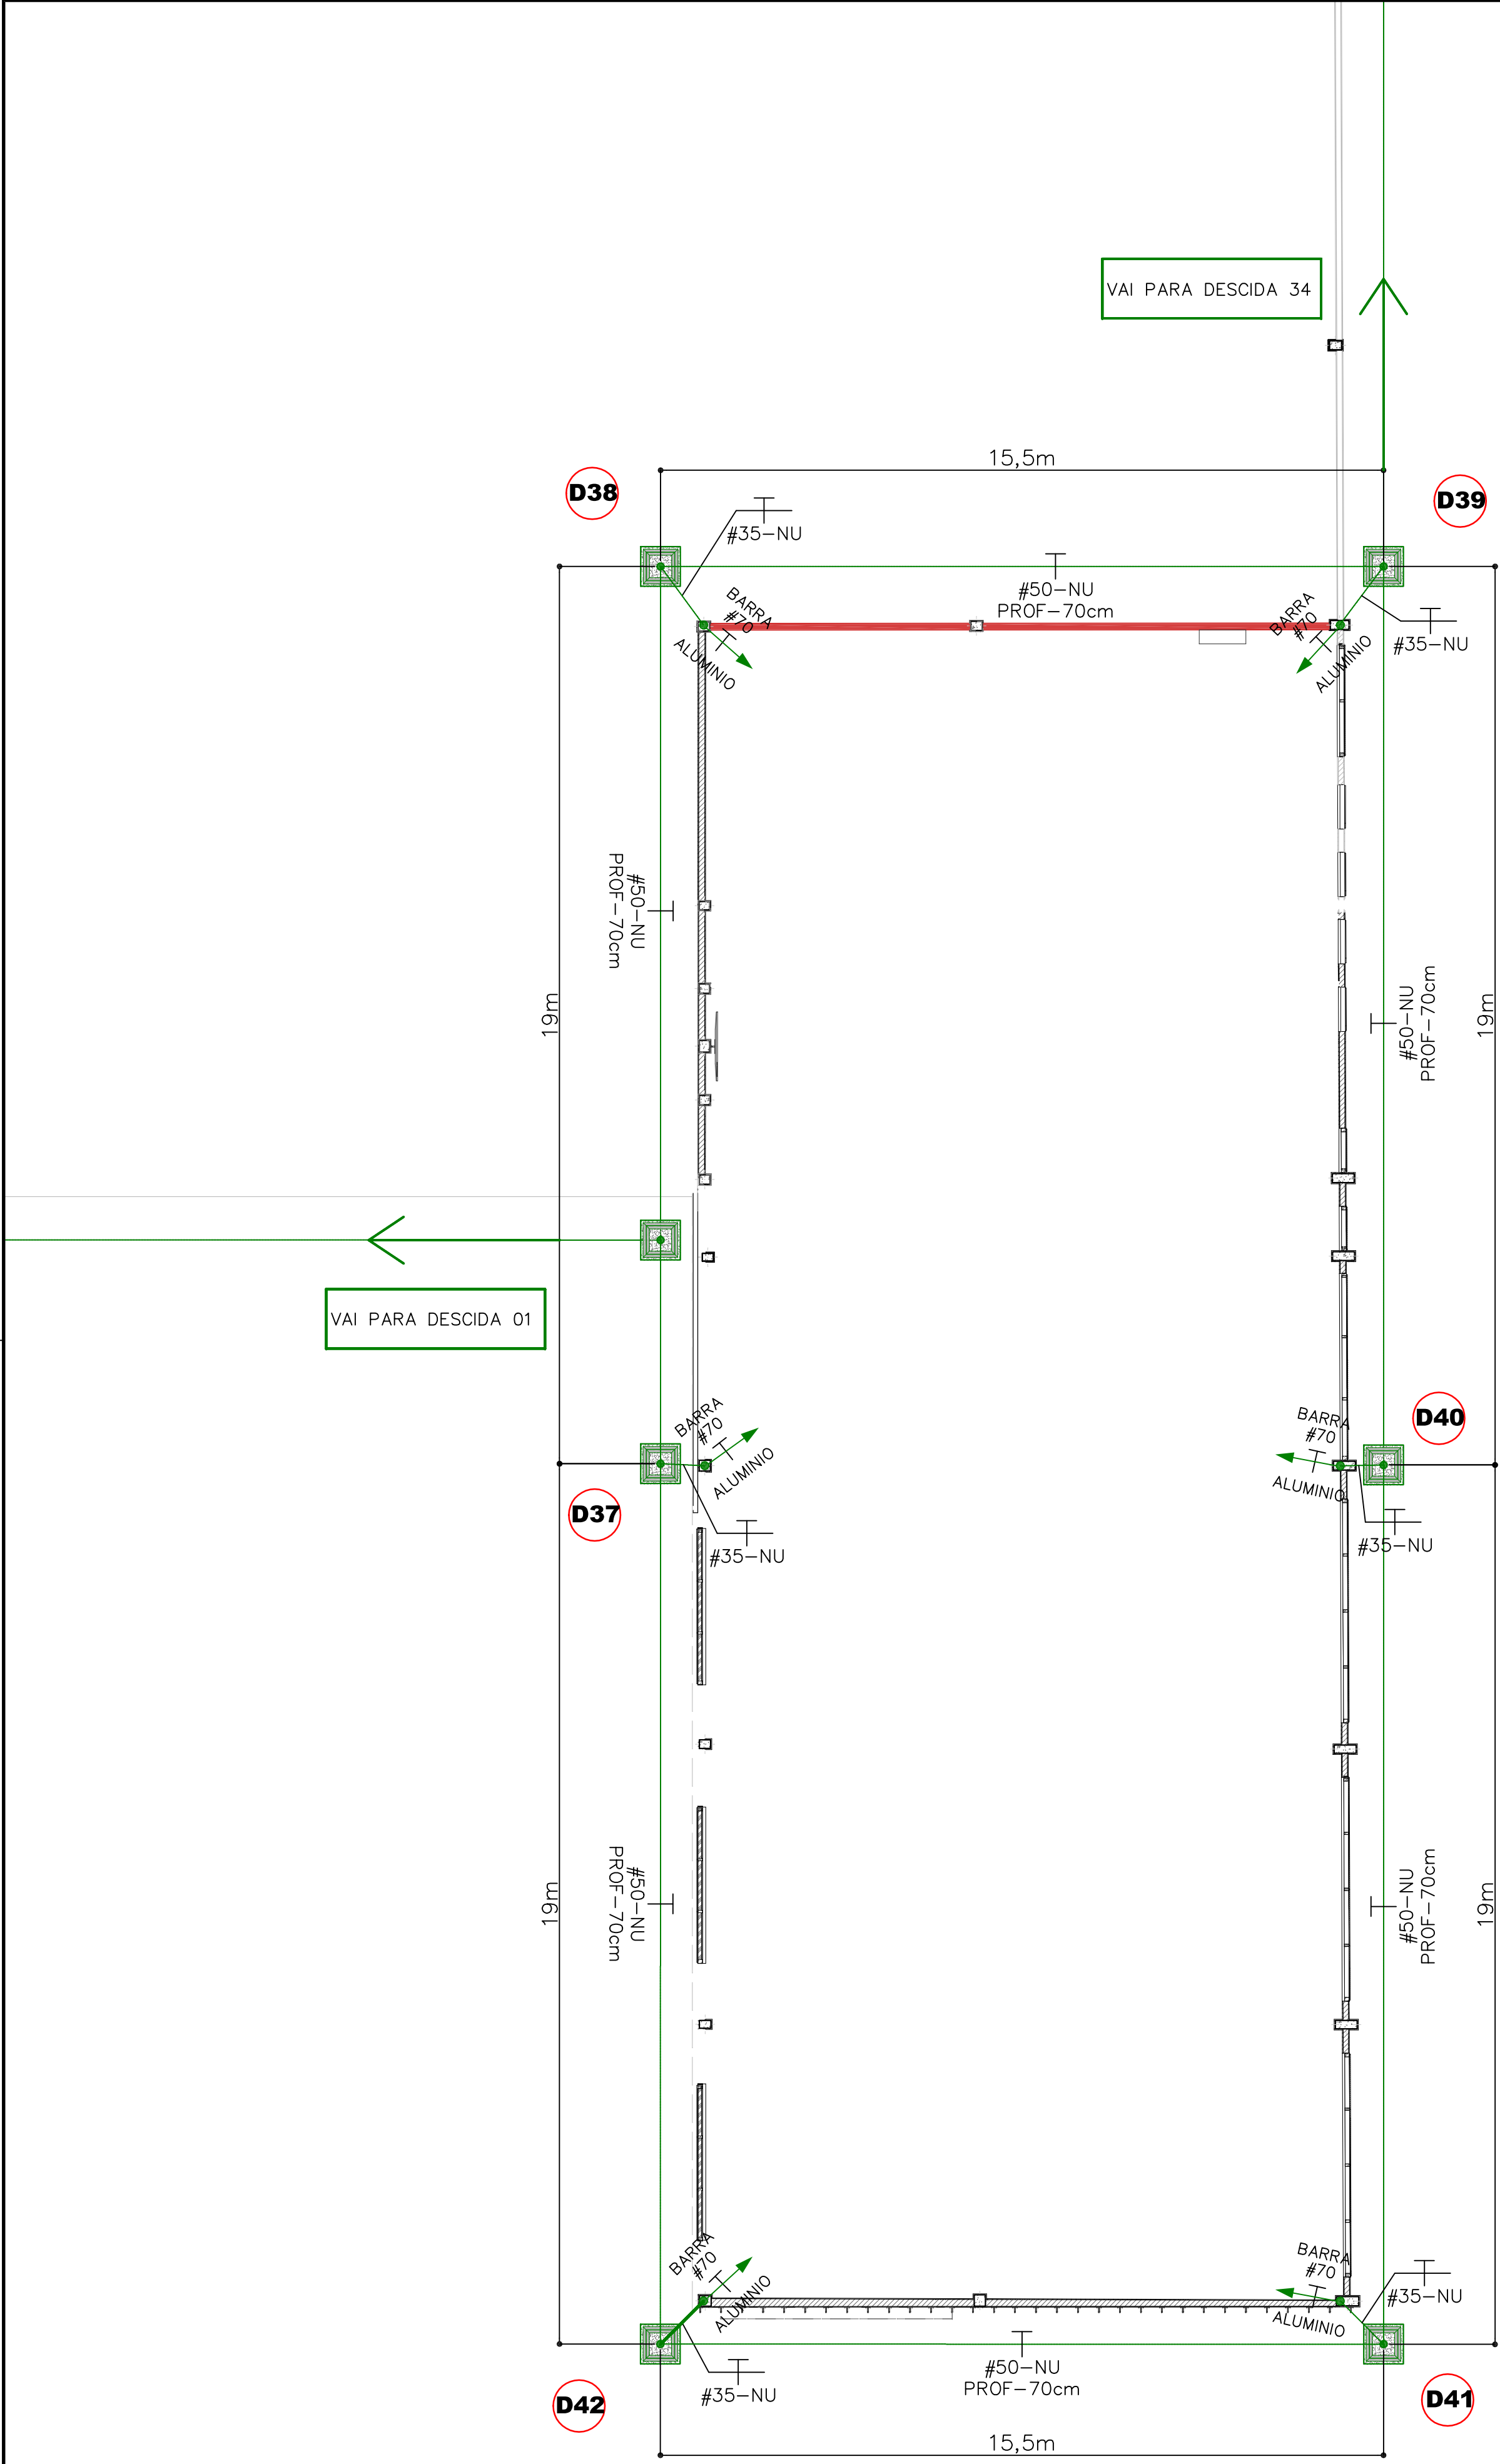 VAI PARA DESCIDA 34
15,5m
D38
D39
#35-NU
#50-NU
PROF-70cm
BARRA
#70
ALUMINIO
BARRA
#70
ALUMINIO
#35-NU
#50-NU
PROF-70cm
19m
#50-NU
PROF-70cm
19m
VAI PARA DESCIDA 01
BARRA
#70
ALUMINIO
D37
#35-NU
BARRA
#70
ALUMINIO
D40
#35-NU
#50-NU
PROF-70cm
19m
#50-NU
PROF-70cm
19m
BARRA
#70
ALUMINIO
BARRA
#70
ALUMINIO
#35-NU
#35-NU
#50-NU
PROF-70cm
D42
D41
15,5m